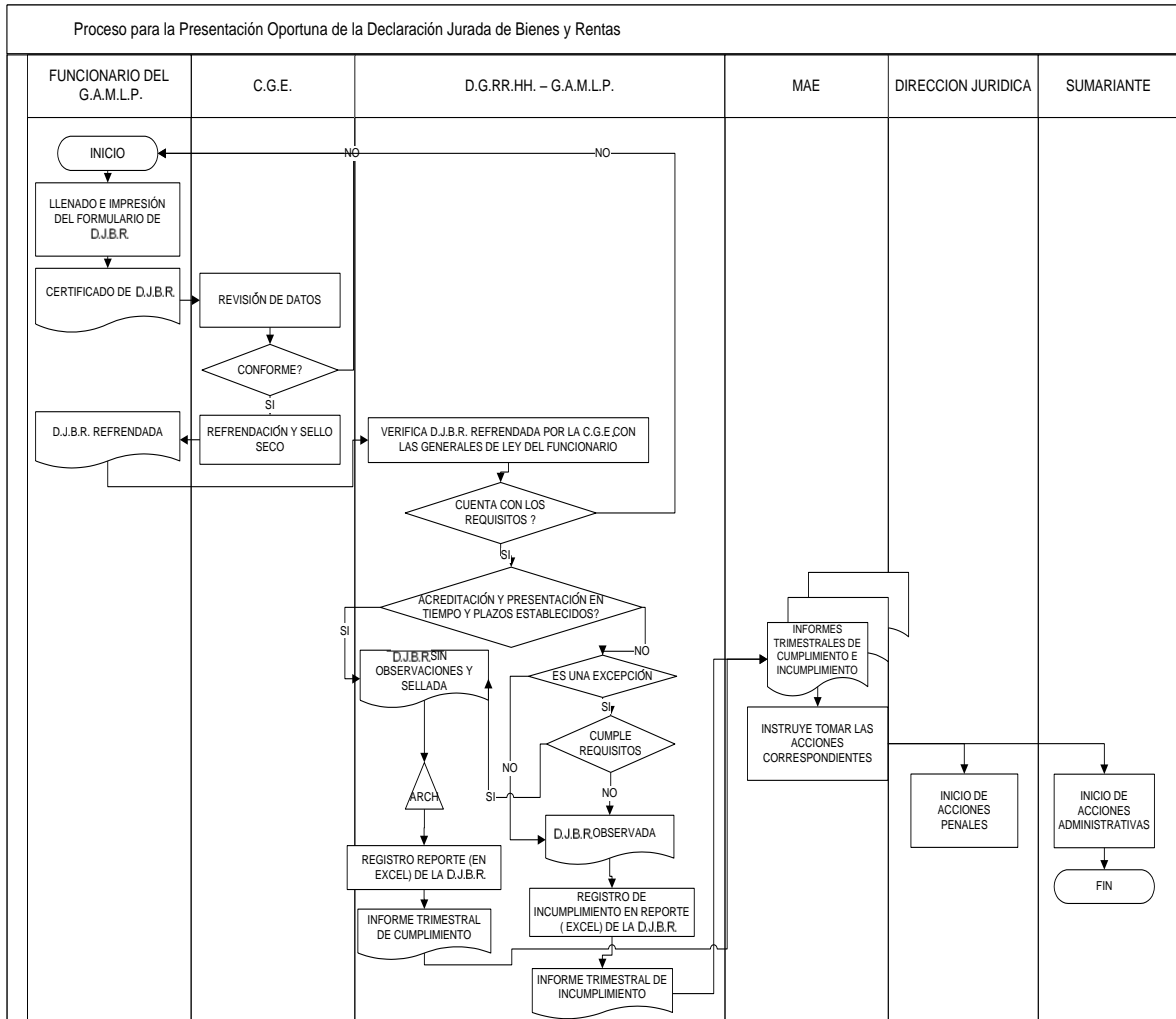 Proceso para la Presentación Oportuna de la Declaración Jurada de Bienes y Rentas
FUNCIONARIO DEL
G.A.M.L.P.
C.G.E.
D.G.RR.HH. – G.A.M.L.P.
MAE
DIRECCION JURIDICA
SUMARIANTE
INICIO
NO
NO
LLENADO E IMPRESIÓN
DEL FORMULARIO DE
D.J.B.R.
CERTIFICADO DE D.J.B.R.
REVISIÓN DE DATOS
CONFORME?
SI
D.J.B.R. REFRENDADA
REFRENDACIÓN Y SELLO
SECO
VERIFICA D.J.B.R. REFRENDADA POR LA C.G.E,CON
LAS GENERALES DE LEY DEL FUNCIONARIO
CUENTA CON LOS
REQUISITOS ?
SI
ACREDITACIÓN Y PRESENTACIÓN EN
TIEMPO Y PLAZOS ESTABLECIDOS?
SI
NO
D.J.B.R.SIN
OBSERVACIONES Y
SELLADA
ES UNA EXCEPCIÓN
SI
NO
CUMPLE
REQUISITOS
SI
NO
ARCH
D.J.B.R.OBSERVADA
REGISTRO REPORTE (EN
EXCEL) DE LA D.J.B.R.
REGISTRO DE
INCUMPLIMIENTO EN REPORTE
( EXCEL) DE LA D.J.B.R.
INFORME TRIMESTRAL
DE CUMPLIMENTO
INFORME TRIMESTRAL DE
INCUMPLIMIENTO
INFORMES
TRIMESTRALES DE
CUMPLIMIENTO E
INCUMPLIMIENTO
INSTRUYE TOMAR LAS
ACCIONES
CORRESPONDIENTES
INICIO DE
ACCIONES
PENALES
INICIO DE
ACCIONES
ADMINISTRATIVAS
FIN